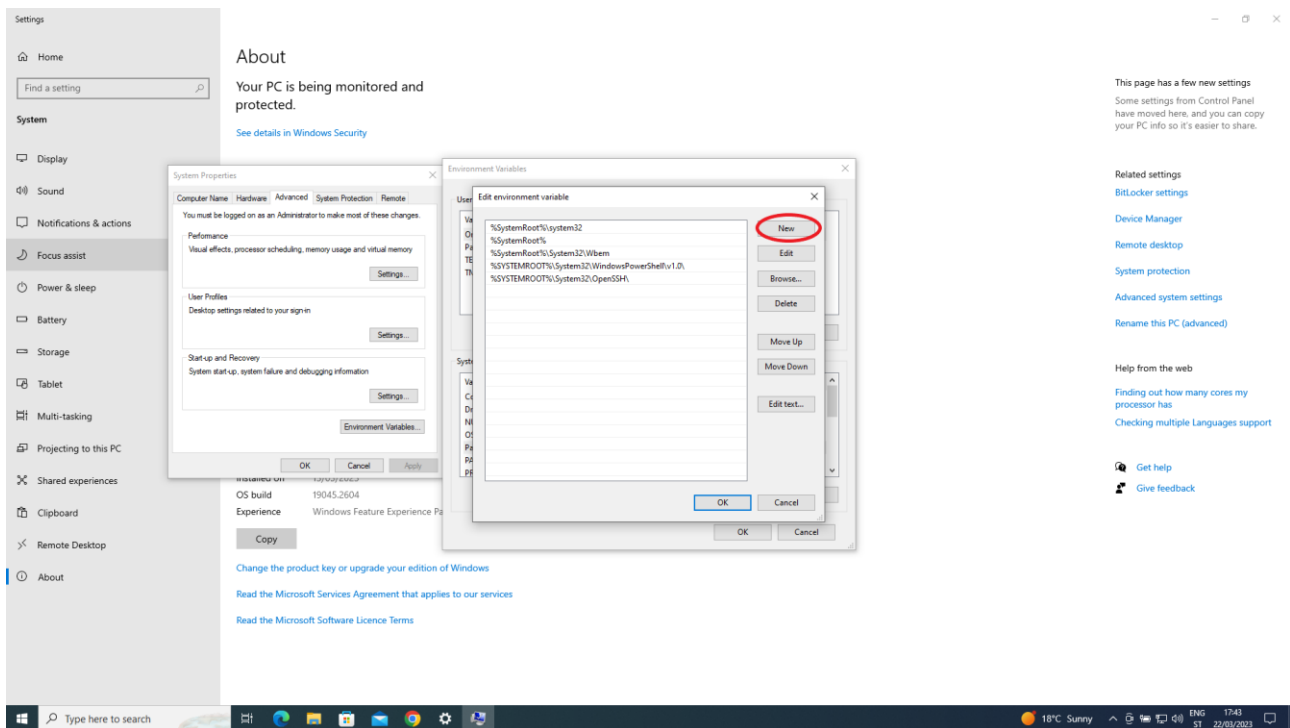 Settings
Home
Find a setting
System
Display
Sound
Notifications & actions
Focus assist
Power & sleep
Battery
Storage
Tablet
Multi-tasking
Projecting to this PC
Shared experiences
Clipboard
Remote Desktop
About
About
Your PC is being monitored and
protected.
See details in Windows Security
System Properties
Computer Name Hardware Advanced System Protection Remote
You must be logged on as an Administrator to make most of these changes.
Performance
Visual effects, processor scheduling, memory usage and virtual memory
Settings...
User Profiles
Desktop settings related to your sign-in
Settings...
Start-up and Recovery
System start-up, system failure and debugging information
Settings...
Environment Variables...
OK Cancel Apply
OS build 19045.2604
Experience Windows Feature Experience Pa
Copy
Change the product key or upgrade your edition of Windows
Read the Microsoft Services Agreement that applies to our services
Read the Microsoft Software Licence Terms
Environment Variables
User
Va
TE
Syste
Va
Dr
Pa
PA
OK Cancel
Edit environment variable
%SystemRoot%\system32
%SystemRoot%
%SystemRoot%\System32\Wbem
%SYSTEMROOT%\System32\WindowsPowerShell\v1.0\
%SYSTEMROOT%\System32\OpenSSH\
New
Edit
Browse...
Delete
Move Up
Move Down
Edit text...
OK Cancel
This page has a few new settings
Some settings from Control Panel
have moved here, and you can copy
your PC info so it's easier to share.
Related settings
BitLocker settings
Device Manager
Remote desktop
System protection
Advanced system settings
Rename this PC (advanced)
Help from the web
Finding out how many cores my
processor has
Checking multiple Languages support
Get help
Give feedback
Type here to search
18°C Sunny
ENG
ST
17:43
22/03/2023